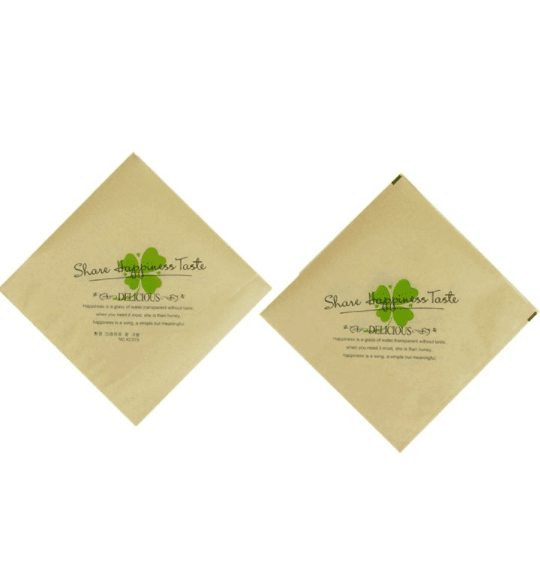 Share Happiness Taste
DELICIOUS
Happiness is a glass of water, transparent without taste,
when you need it most, she is than honey,
happiness is a song, a simple but meaningful.
Share Happiness Taste
DELICIOUS
Happiness is a glass of water, transparent without taste,
when you need it most, she is than honey,
happiness is a song, a simple but meaningful.